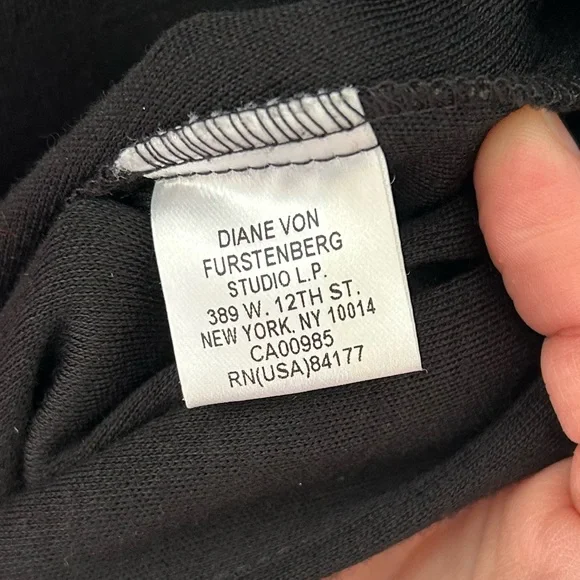 DIANE VON
FURSTENBERG
STUDIO L.P.
389 W. 12TH ST.
NEW YORK, NY 10014
CA00985
RN(USA)84177